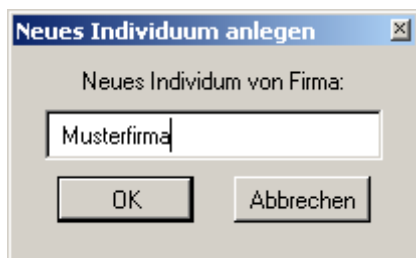 Neues Individuum anlegen
Neues Individum von Firma:
Musterfirma
OK Abbrechen